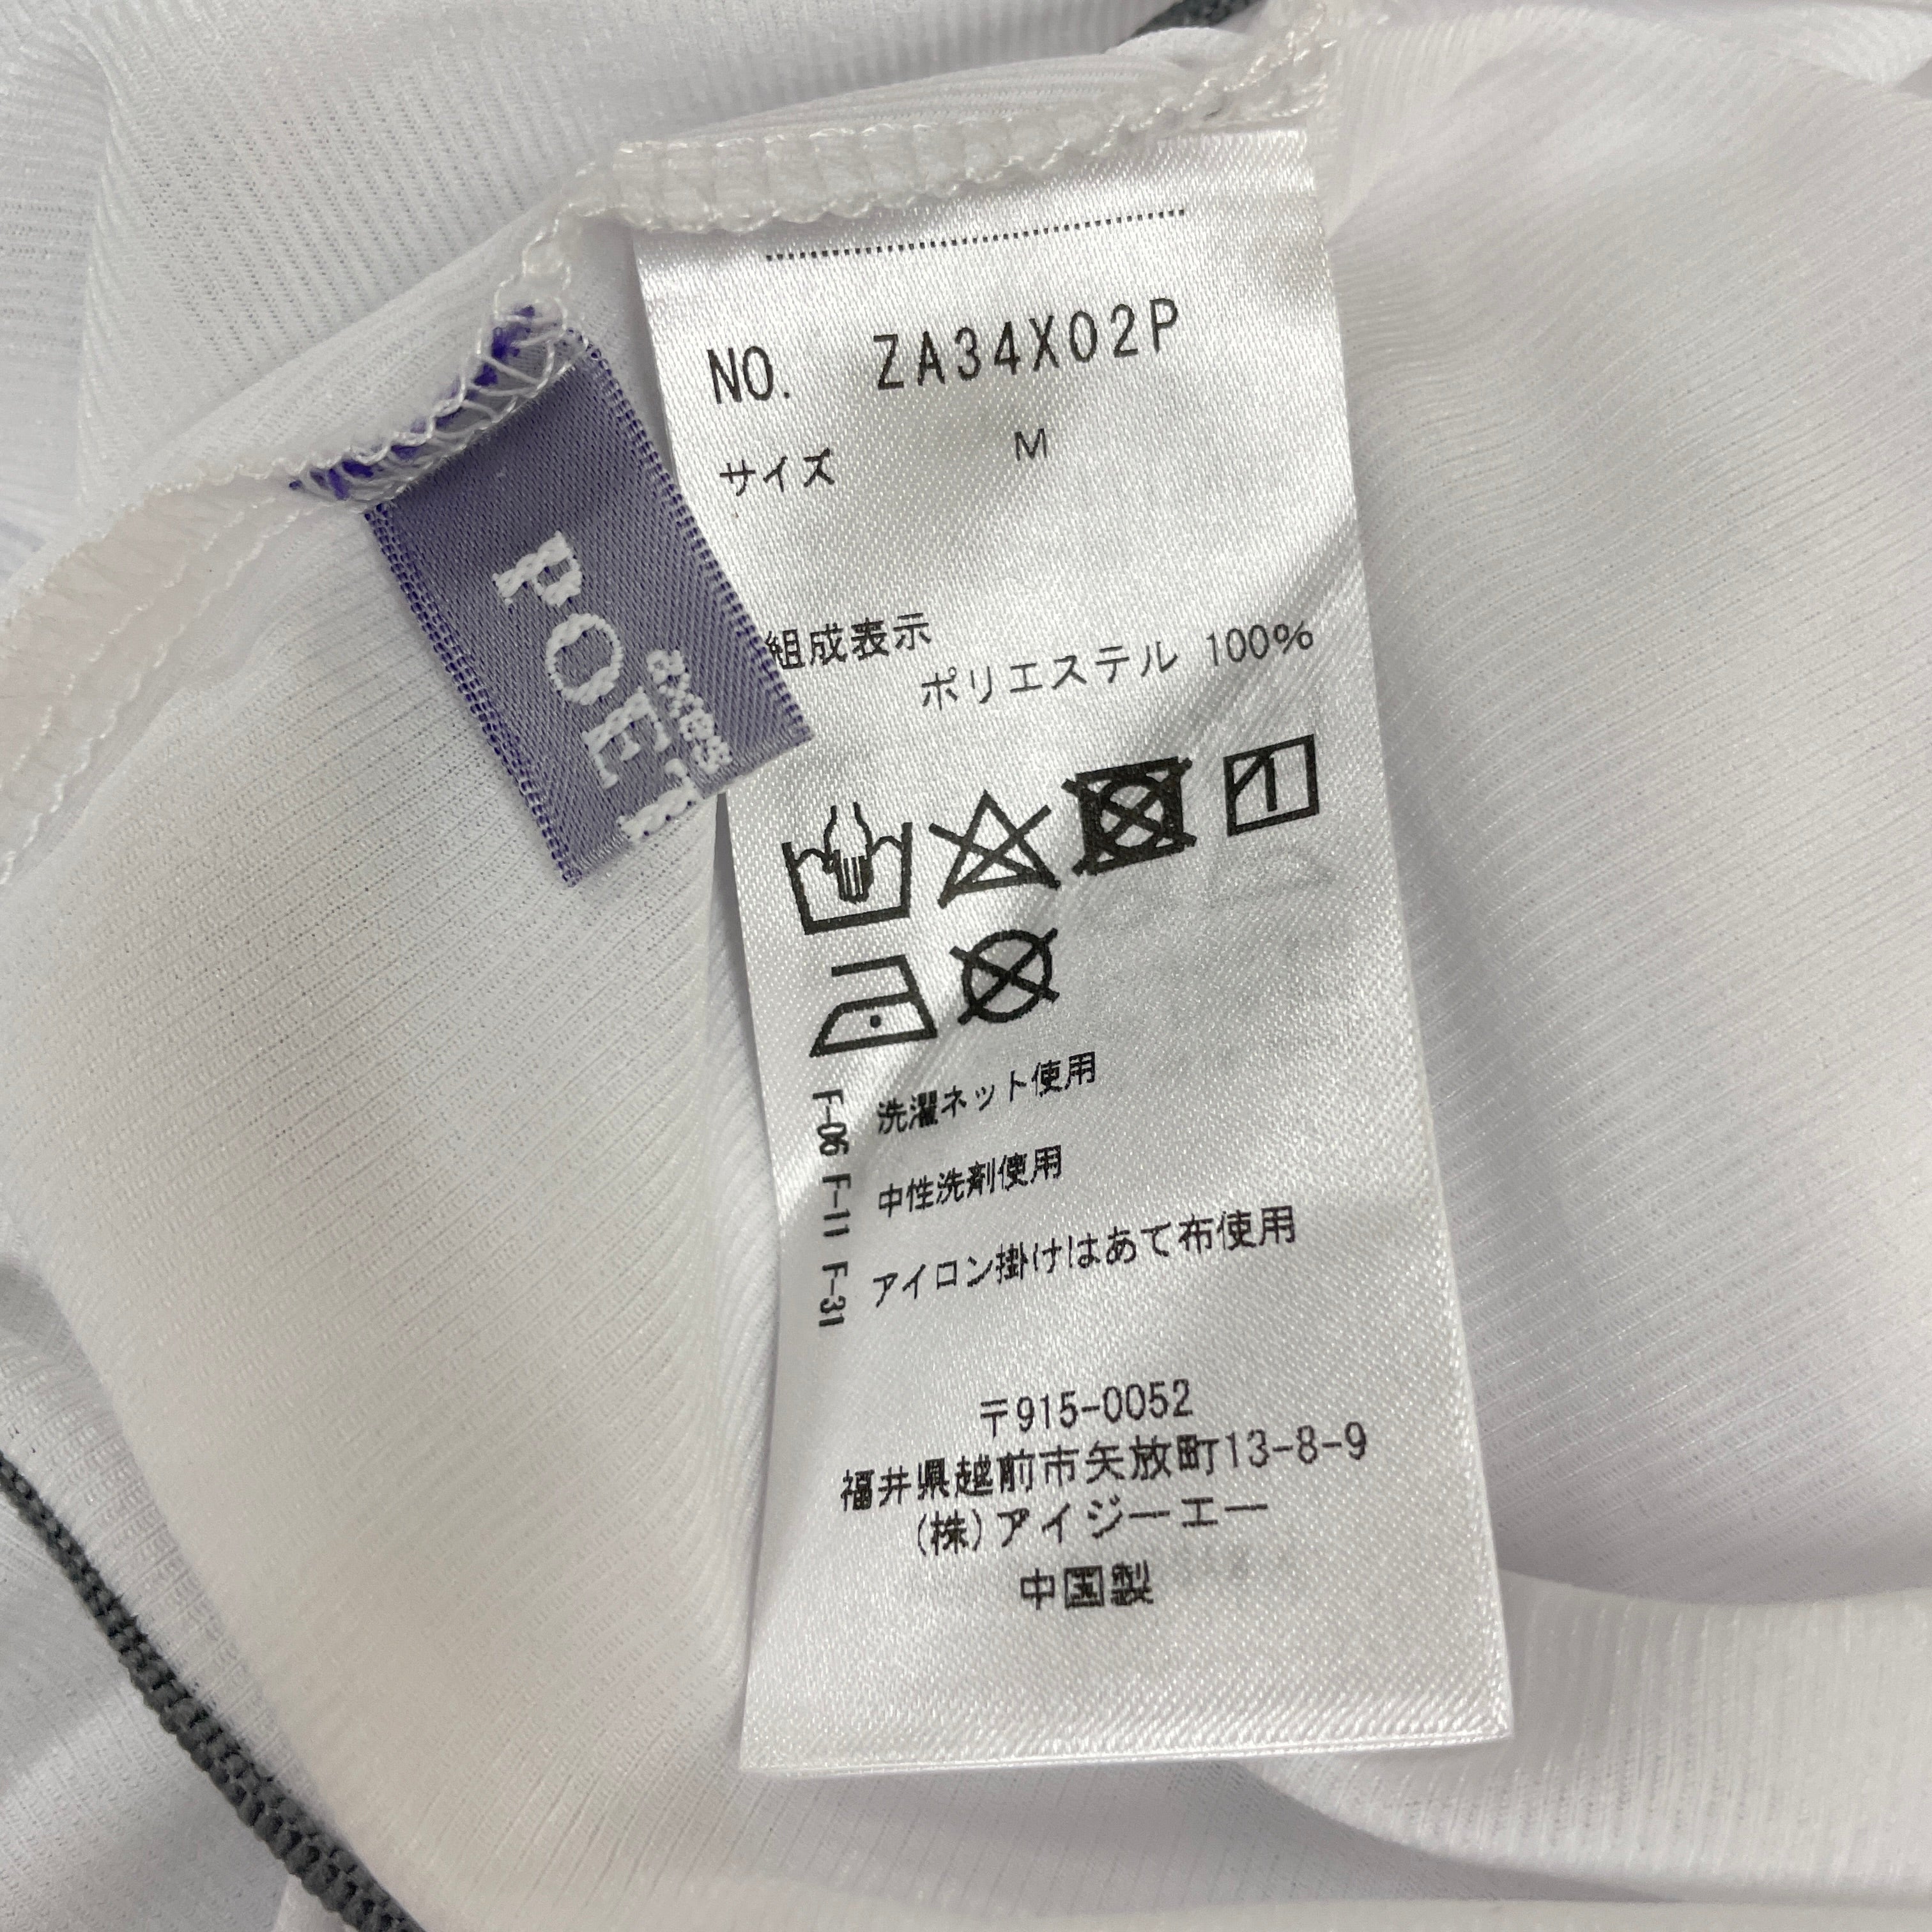 NO. ZA34X02P
サイズ M
組成表示
ポリエステル 100%
F-06 洗濯ネット使用
F-11 中性洗剤使用
F-31 アイロン掛けはあて布使用
〒915-0052
福井県越前市矢放町13-8-9
(株)アイジーエー
中国製
axes
POET